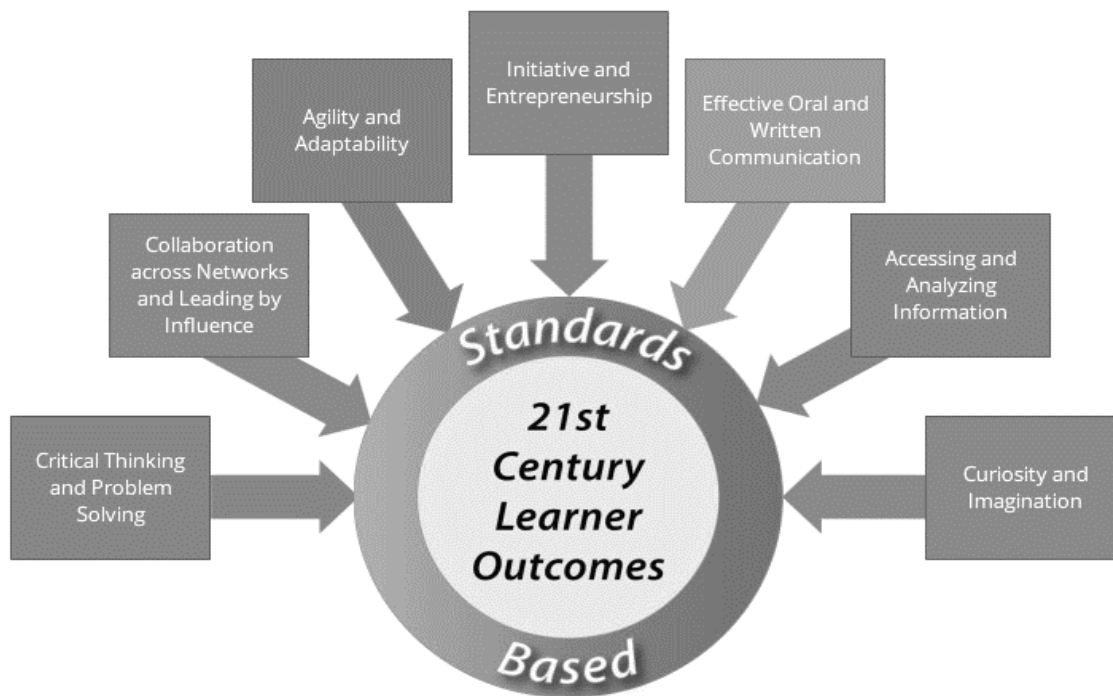 Initiative and
Entrepreneurship
Agility and
Adaptability
Effective Oral and
Written
Communication
Collaboration
across Networks
and Leading by
Influence
Accessing and
Analyzing
Information
Critical Thinking
and Problem
Solving
Curiosity and
Imagination
Standards
21st
Century
Learner
Outcomes
Based